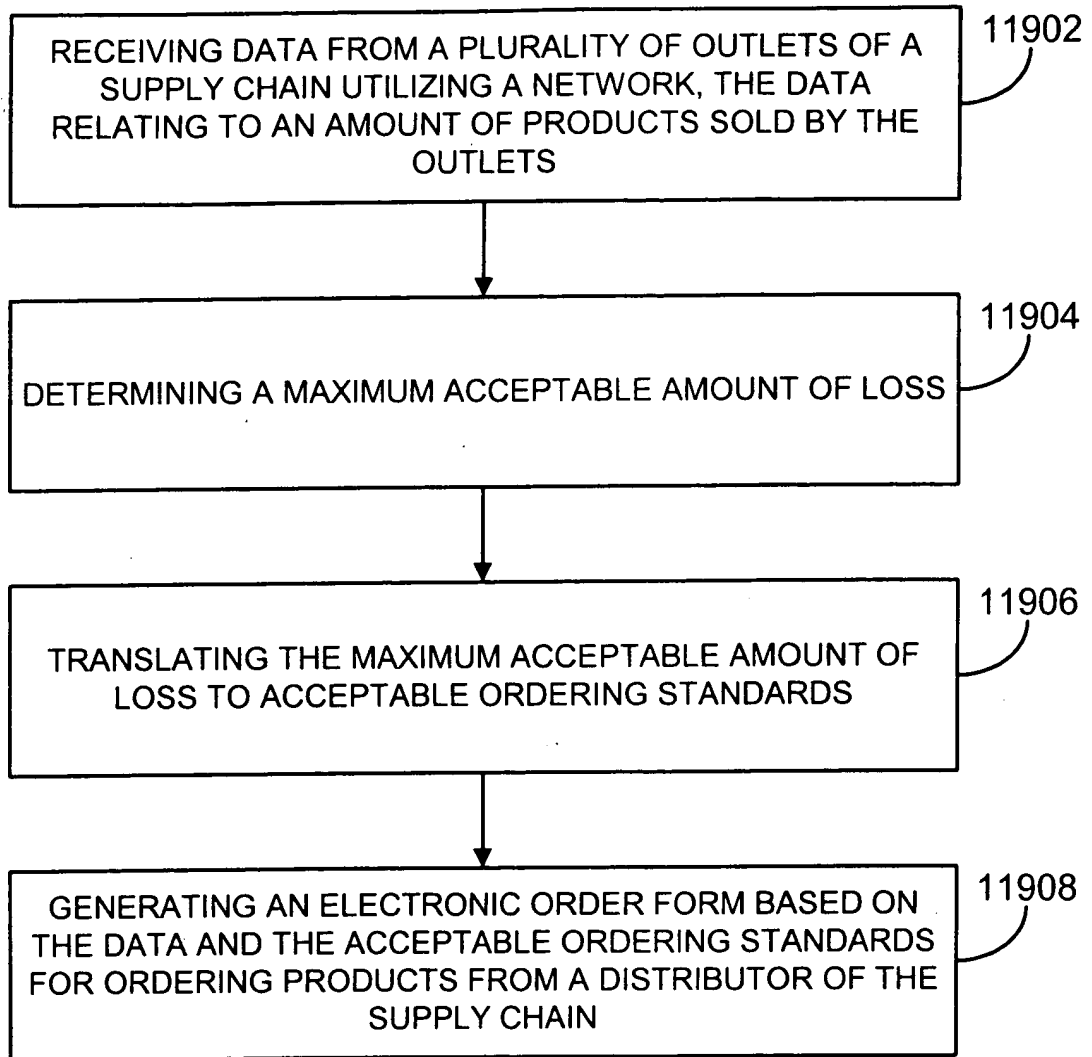 RECEIVING DATA FROM A PLURALITY OF OUTLETS OF A
SUPPLY CHAIN UTILIZING A NETWORK, THE DATA
RELATING TO AN AMOUNT OF PRODUCTS SOLD BY THE
OUTLETS
11902
DETERMINING A MAXIMUM ACCEPTABLE AMOUNT OF LOSS
11904
TRANSLATING THE MAXIMUM ACCEPTABLE AMOUNT OF
LOSS TO ACCEPTABLE ORDERING STANDARDS
11906
GENERATING AN ELECTRONIC ORDER FORM BASED ON
THE DATA AND THE ACCEPTABLE ORDERING STANDARDS
FOR ORDERING PRODUCTS FROM A DISTRIBUTOR OF THE
SUPPLY CHAIN
11908